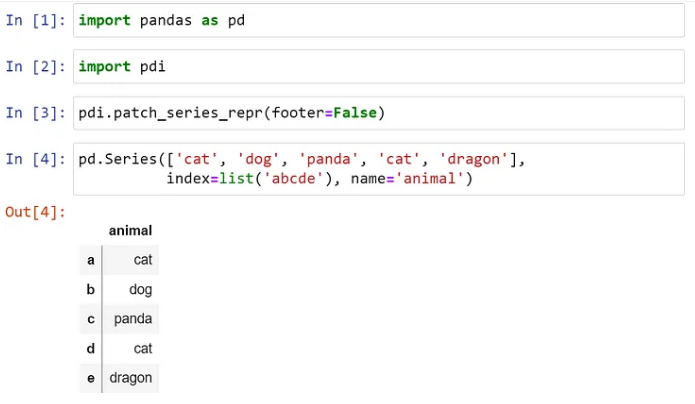 In [1]: import pandas as pd
In [2]: import pdi
In [3]: pdi.patch_series_repr(footer=False)
In [4]: pd.Series(['cat', 'dog', 'panda', 'cat', 'dragon'],
index=list('abcde'), name='animal')
Out[4]:
animal
a cat
b dog
c panda
d cat
e dragon